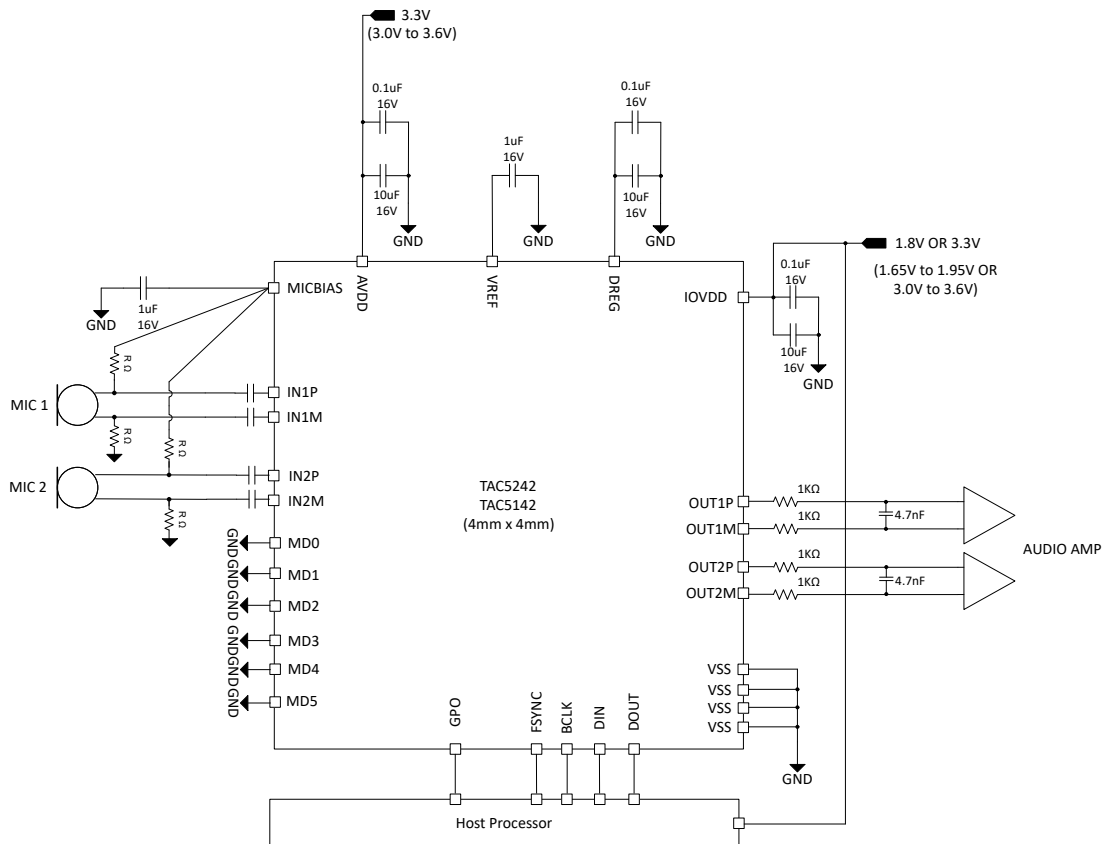 3.3V
(3.0V to 3.6V)
0.1uF
16V
10uF
16V
GND
1uF
16V
GND
0.1uF
16V
10uF
16V
GND
1.8V OR 3.3V
(1.65V to 1.95V OR
3.0V to 3.6V)
0.1uF
16V
10uF
16V
GND
AVDD
VREF
DREG
IOVDD
MICBIAS
1uF
16V
GND
R Ω
R Ω
R Ω
R Ω
MIC 1
MIC 2
IN1P
IN1M
IN2P
IN2M
GND
MD0
GND
MD1
GND
MD2
GND
MD3
GND
MD4
GND
MD5
TAC5242
TAC5142
(4mm x 4mm)
OUT1P
1KΩ
OUT1M
1KΩ
4.7nF
OUT2P
1KΩ
OUT2M
1KΩ
4.7nF
AUDIO AMP
VSS
VSS
VSS
VSS
GND
GPO
FSYNC
BCLK
DIN
DOUT
Host Processor